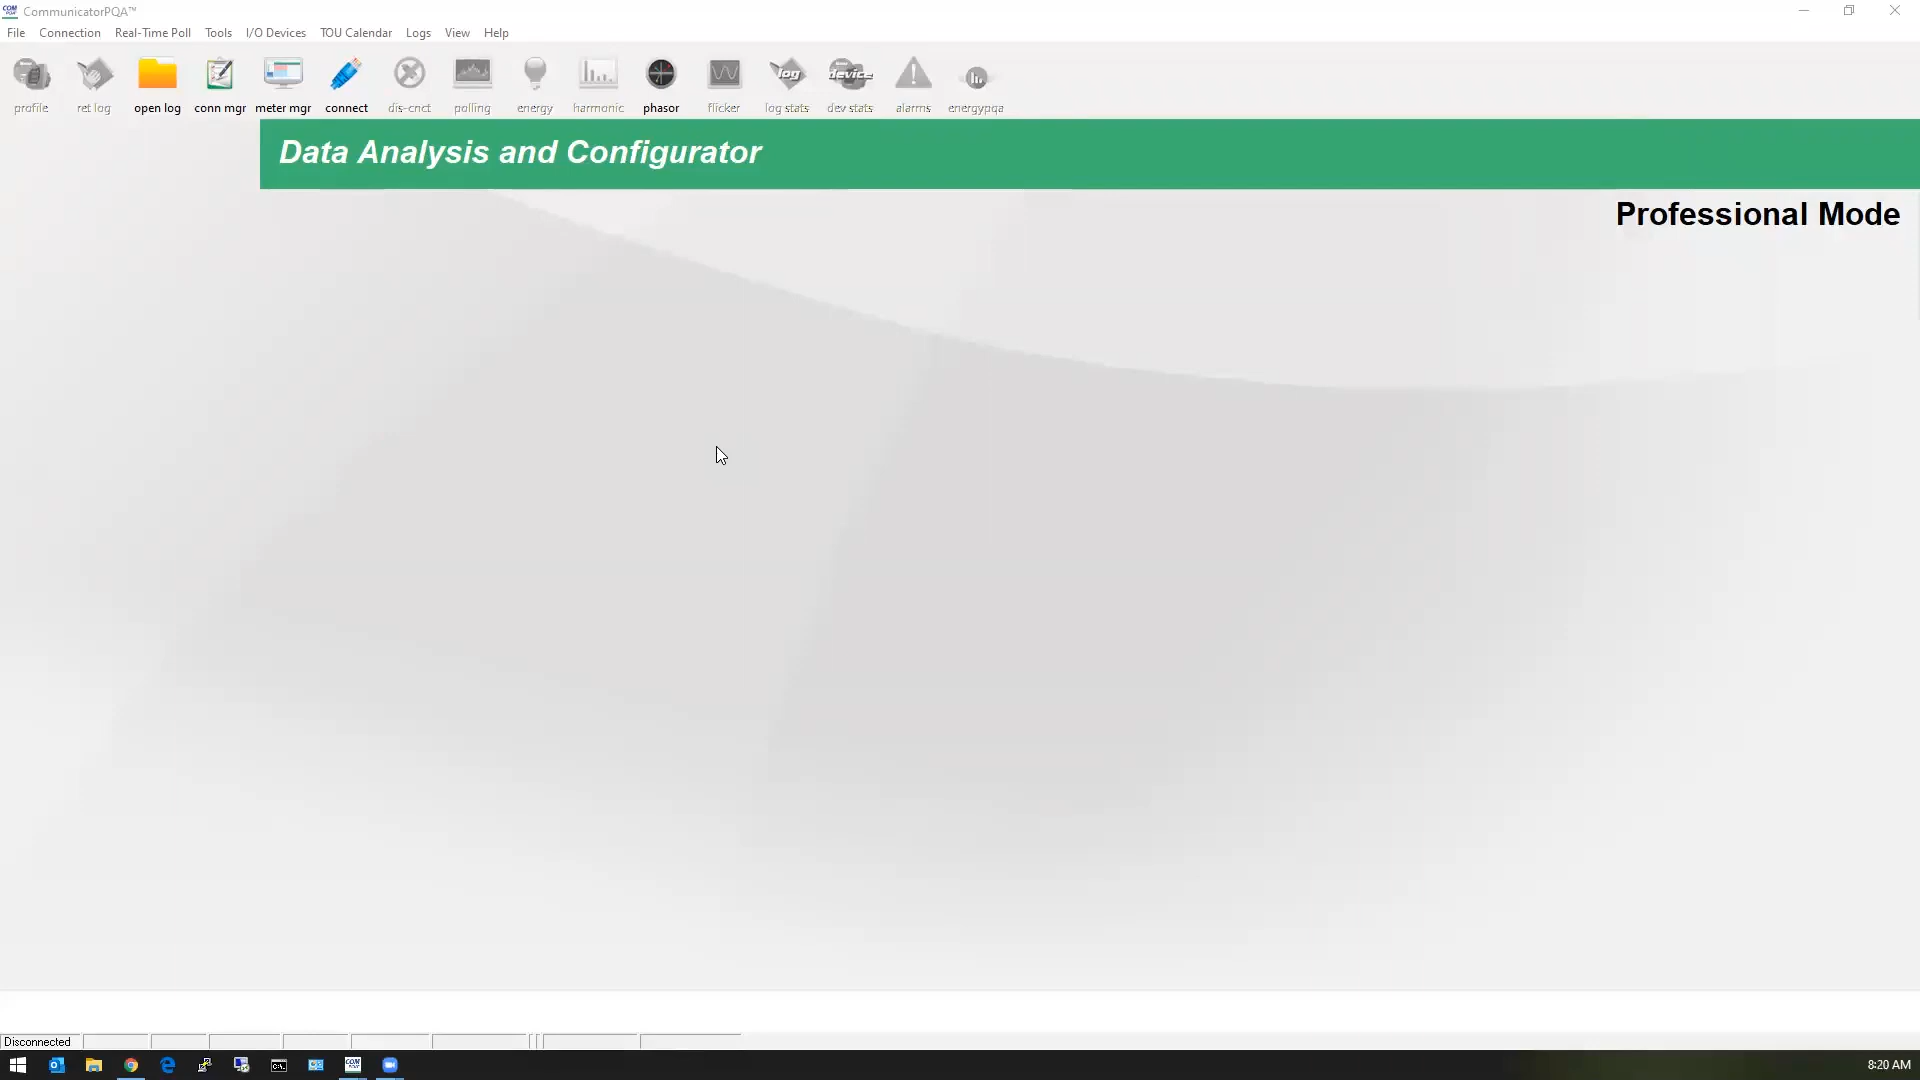 CommunicatorPQA™
File Connection Real-Time Poll Tools I/O Devices TOU Calendar Logs View Help
log device
profile ret log open log conn mgr meter mgr connect dis-cnct polling energy harmonic phasor flicker log stats dev stats alarms energypqa
Data Analysis and Configurator
Professional Mode
Disconnected
8:20 AM